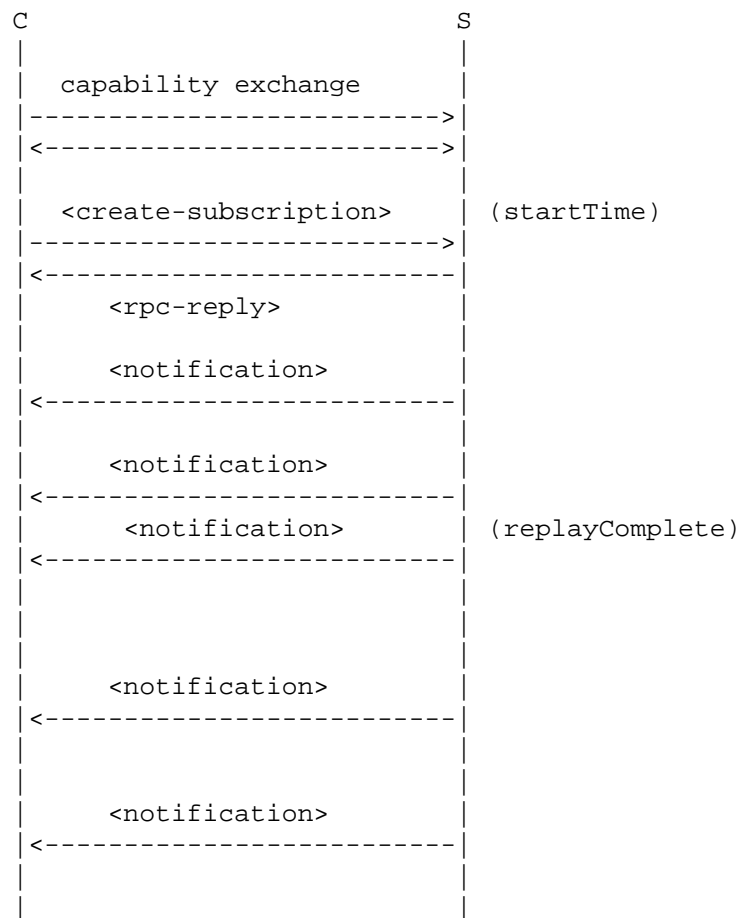 C S
capability exchange
<create-subscription> (startTime)
<rpc-reply>
<notification>
<notification>
<notification> (replayComplete)
<notification>
<notification>